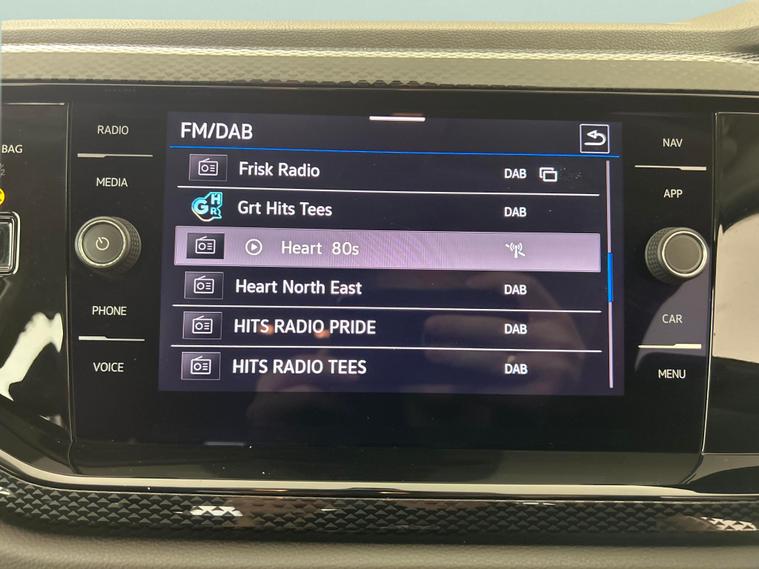 FM/DAB
Frisk Radio DAB
GHR Grt Hits Tees DAB
Heart 80s
Heart North East DAB
HITS RADIO PRIDE DAB
HITS RADIO TEES DAB
RADIO
MEDIA
PHONE
VOICE
NAV
APP
CAR
MENU
BAG